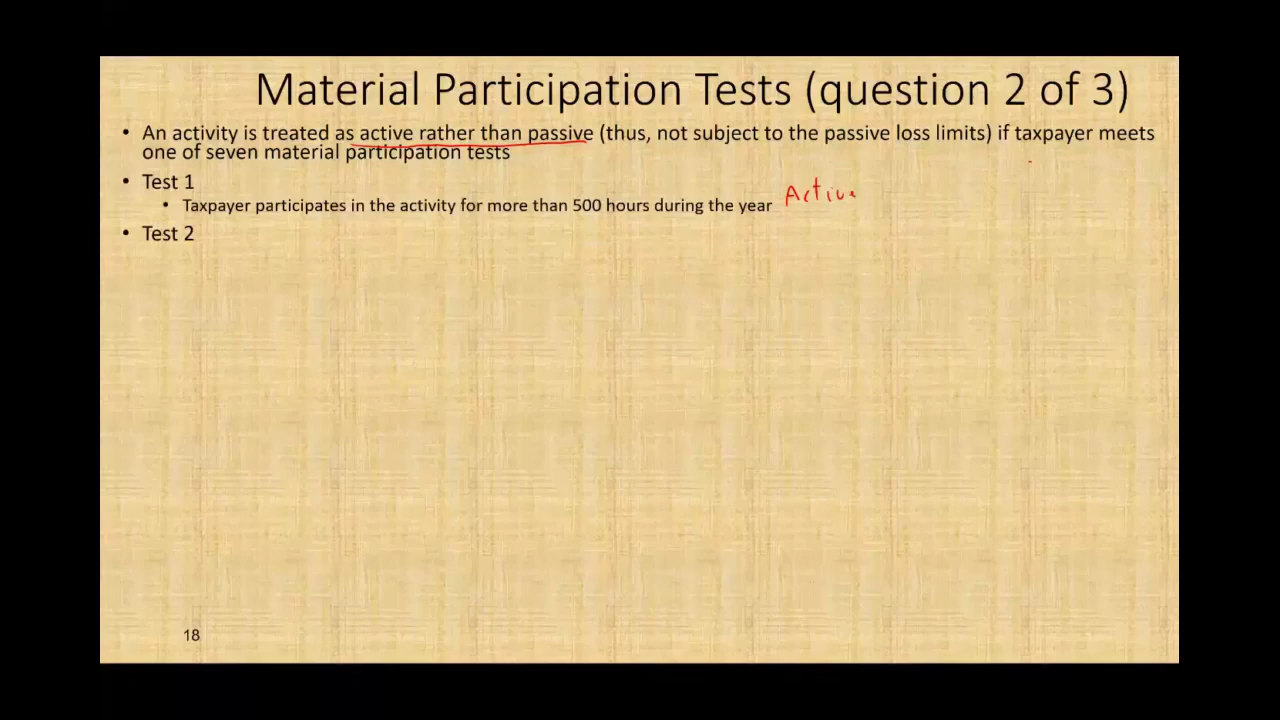 Material Participation Tests (question 2 of 3)
• An activity is treated as active rather than passive (thus, not subject to the passive loss limits) if taxpayer meets
one of seven material participation tests
• Test 1
• Taxpayer participates in the activity for more than 500 hours during the year Active
• Test 2
18